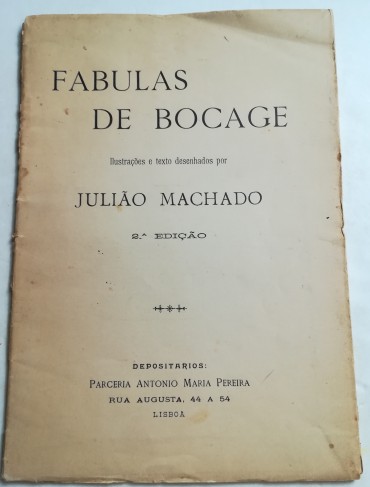 FABULAS
DE BOCAGE
Ilustrações e texto desenhados por
JULIÃO MACHADO
2.ª EDIÇÃO
DEPOSITARIOS:
PARCERIA ANTONIO MARIA PEREIRA
RUA AUGUSTA, 44 A 54
LISBOA